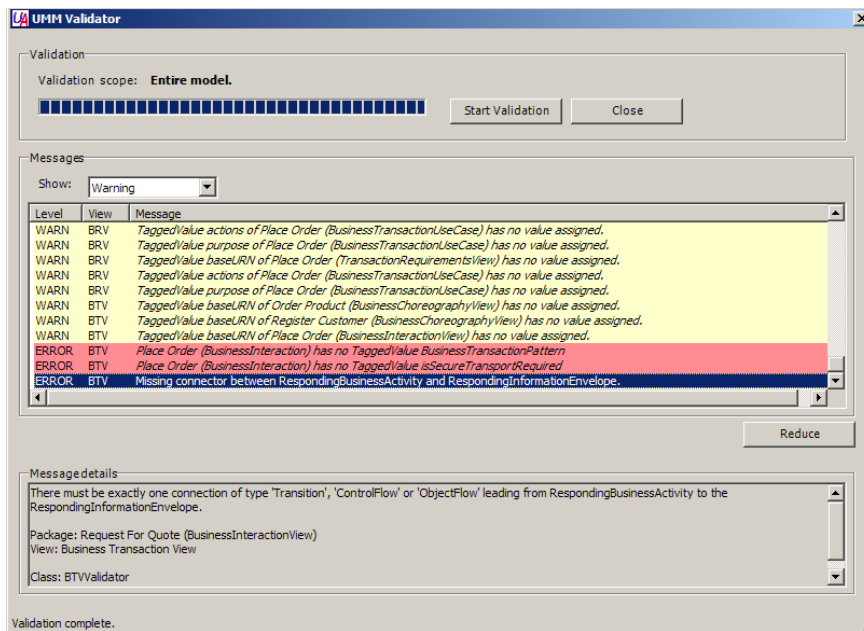 UA UMM Validator
Validation
Validation scope: Entire model.
Start Validation Close
Messages
Show: Warning
Level View Message
WARN BRV TaggedValue actions of Place Order (BusinessTransactionUseCase) has no value assigned.
WARN BRV TaggedValue purpose of Place Order (BusinessTransactionUseCase) has no value assigned.
WARN BRV TaggedValue baseURN of Place Order (TransactionRequirementsView) has no value assigned.
WARN BRV TaggedValue actions of Place Order (BusinessTransactionUseCase) has no value assigned.
WARN BRV TaggedValue purpose of Place Order (BusinessTransactionUseCase) has no value assigned.
WARN BTV TaggedValue baseURN of Order Product (BusinessChoreographyView) has no value assigned.
WARN BTV TaggedValue baseURN of Register Customer (BusinessChoreographyView) has no value assigned.
WARN BTV TaggedValue baseURN of Place Order (BusinessInteractionView) has no value assigned.
ERROR BTV Place Order (BusinessInteraction) has no TaggedValue BusinessTransactionPattern
ERROR BTV Place Order (BusinessInteraction) has no TaggedValue isSecureTransportRequired
ERROR BTV Missing connector between RespondingBusinessActivity and RespondingInformationEnvelope.
Reduce
Messagedetails
There must be exactly one connection of type 'Transition', 'ControlFlow' or 'ObjectFlow' leading from RespondingBusinessActivity to the
RespondingInformationEnvelope.
Package: Request For Quote (BusinessInteractionView)
View: Business Transaction View
Class: BTVValidator
Validation complete.